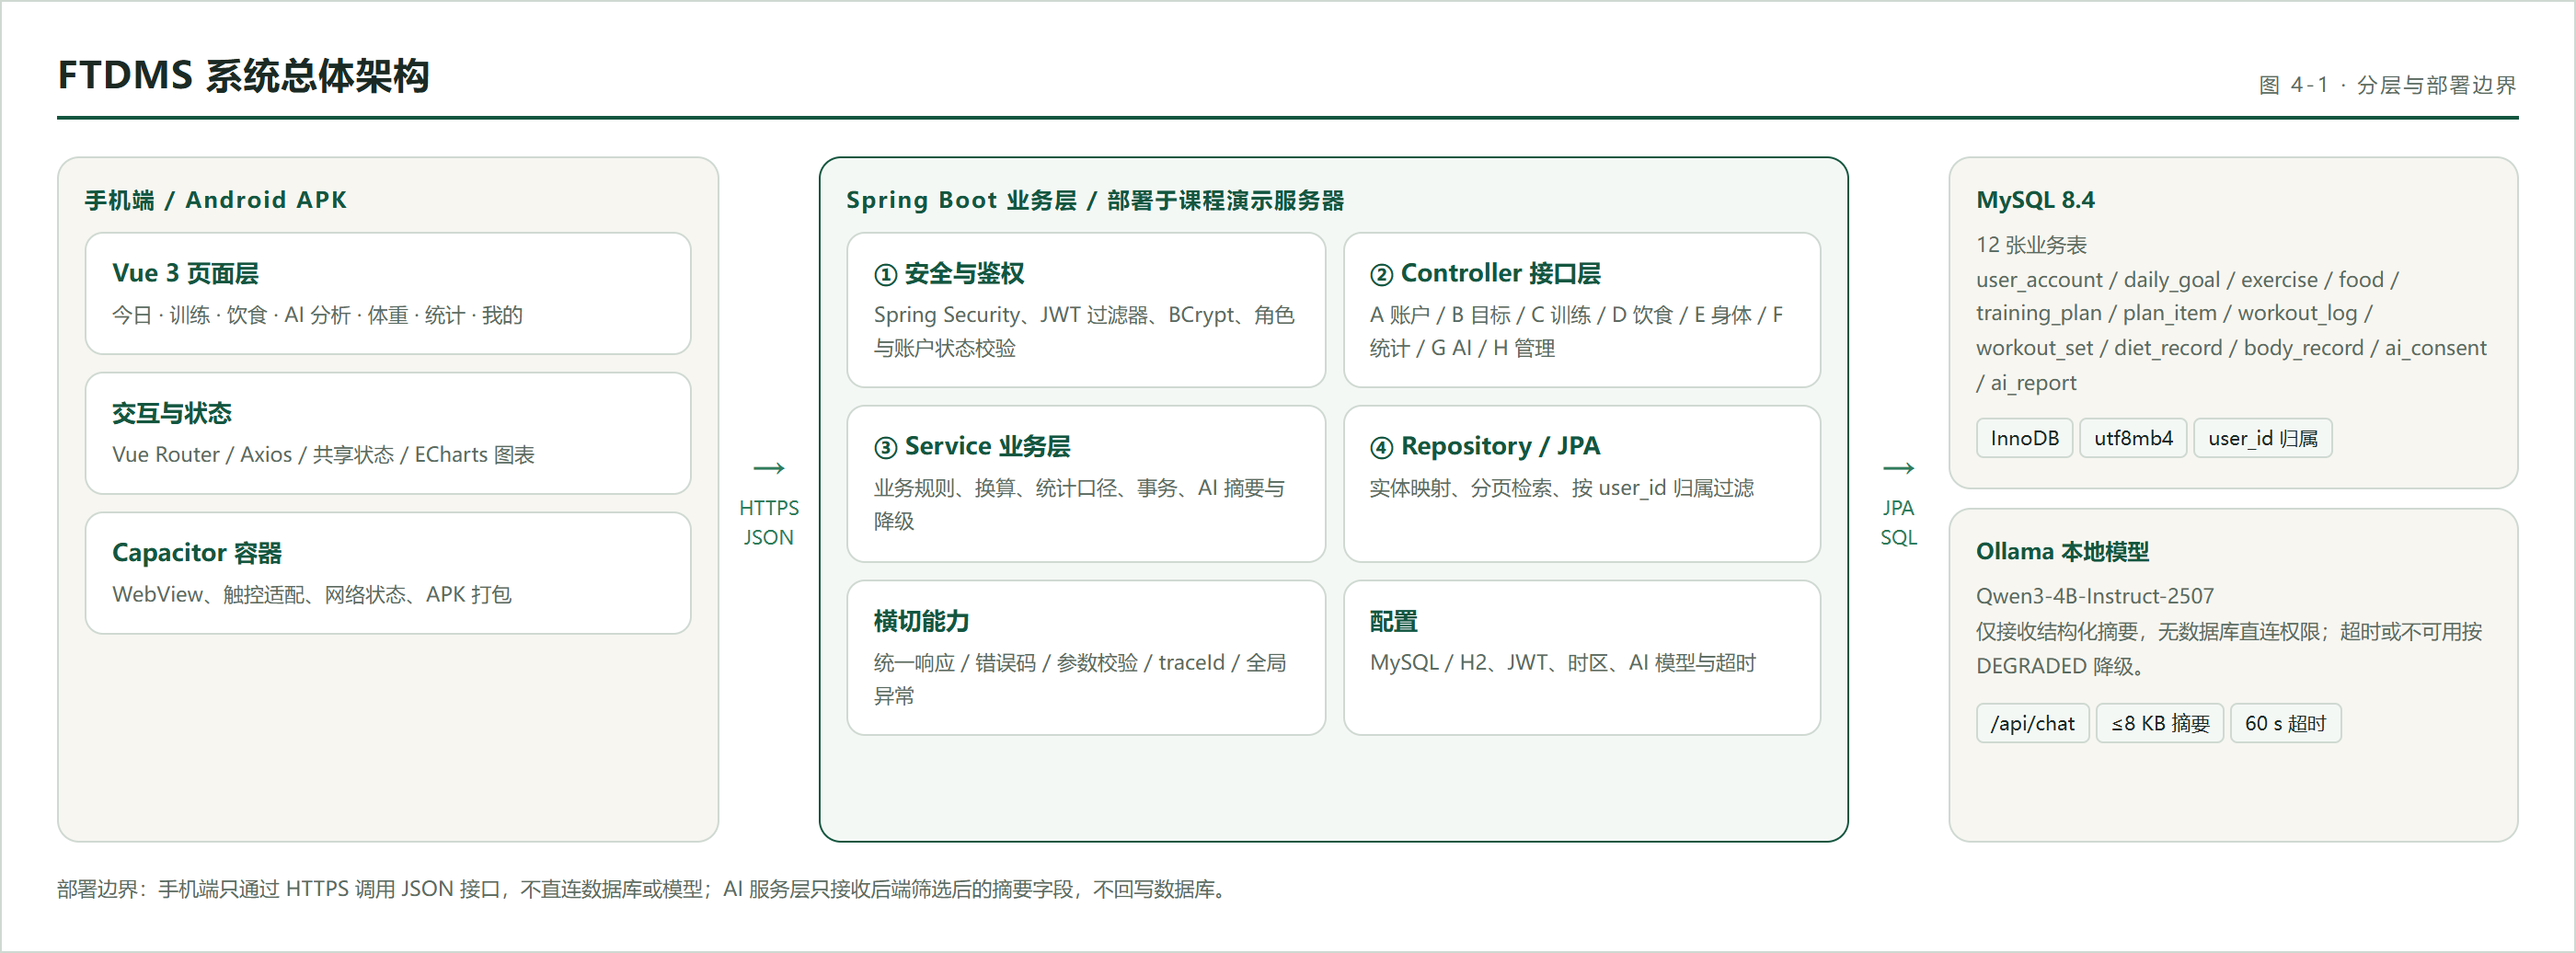 FTDMS 系统总体架构
图 4-1 · 分层与部署边界
手机端 / Android APK
Vue 3 页面层
今日 · 训练 · 饮食 · AI 分析 · 体重 · 统计 · 我的
交互与状态
Vue Router / Axios / 共享状态 / ECharts 图表
Capacitor 容器
WebView、触控适配、网络状态、APK 打包
→
HTTPS
JSON
Spring Boot 业务层 / 部署于课程演示服务器
① 安全与鉴权
Spring Security、JWT 过滤器、BCrypt、角色
与账户状态校验
② Controller 接口层
A 账户 / B 目标 / C 训练 / D 饮食 / E 身体 / F
统计 / G AI / H 管理
③ Service 业务层
业务规则、换算、统计口径、事务、AI 摘要与
降级
④ Repository / JPA
实体映射、分页检索、按 user_id 归属过滤
横切能力
统一响应 / 错误码 / 参数校验 / traceId / 全局
异常
配置
MySQL / H2、JWT、时区、AI 模型与超时
→
JPA
SQL
MySQL 8.4
12 张业务表
user_account / daily_goal / exercise / food /
training_plan / plan_item / workout_log /
workout_set / diet_record / body_record / ai_consent
/ ai_report
InnoDB
utf8mb4
user_id 归属
Ollama 本地模型
Qwen3-4B-Instruct-2507
仅接收结构化摘要，无数据库直连权限；超时或不可用按
DEGRADED 降级。
/api/chat
≤8 KB 摘要
60 s 超时
部署边界：手机端只通过 HTTPS 调用 JSON 接口，不直连数据库或模型；AI 服务层只接收后端筛选后的摘要字段，不回写数据库。